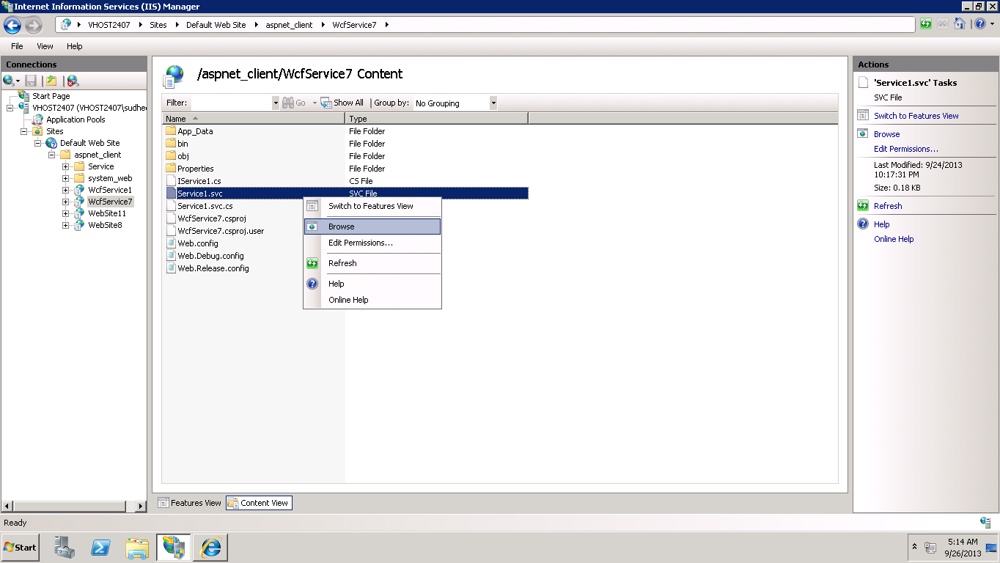 Internet Information Services (IIS) Manager
VHOST2407 Sites Default Web Site aspnet_client WcfService7
File View Help
Connections
Start Page
VHOST2407 (VHOST2407\sudhee
Application Pools
Sites
Default Web Site
aspnet_client
Service
system_web
WcfService1
WcfService7
WebSite11
WebSite8
/aspnet_client/WcfService7 Content
Filter: Go Show All Group by: No Grouping
Name Type
App_Data File Folder
bin File Folder
obj File Folder
Properties File Folder
IService1.cs CS File
Service1.svc SVC File
Service1.svc.cs
WcfService7.csproj
WcfService7.csproj.user
Web.config
Web.Debug.config
Web.Release.config
Switch to Features View
Browse
Edit Permissions...
Refresh
Help
Online Help
Features View Content View
Actions
'Service1.svc' Tasks
SVC File
Switch to Features View
Browse
Edit Permissions...
Last Modified: 9/24/2013
10:17:31 PM
Size: 0.18 KB
Refresh
Help
Online Help
Ready
Start
5:14 AM
9/26/2013